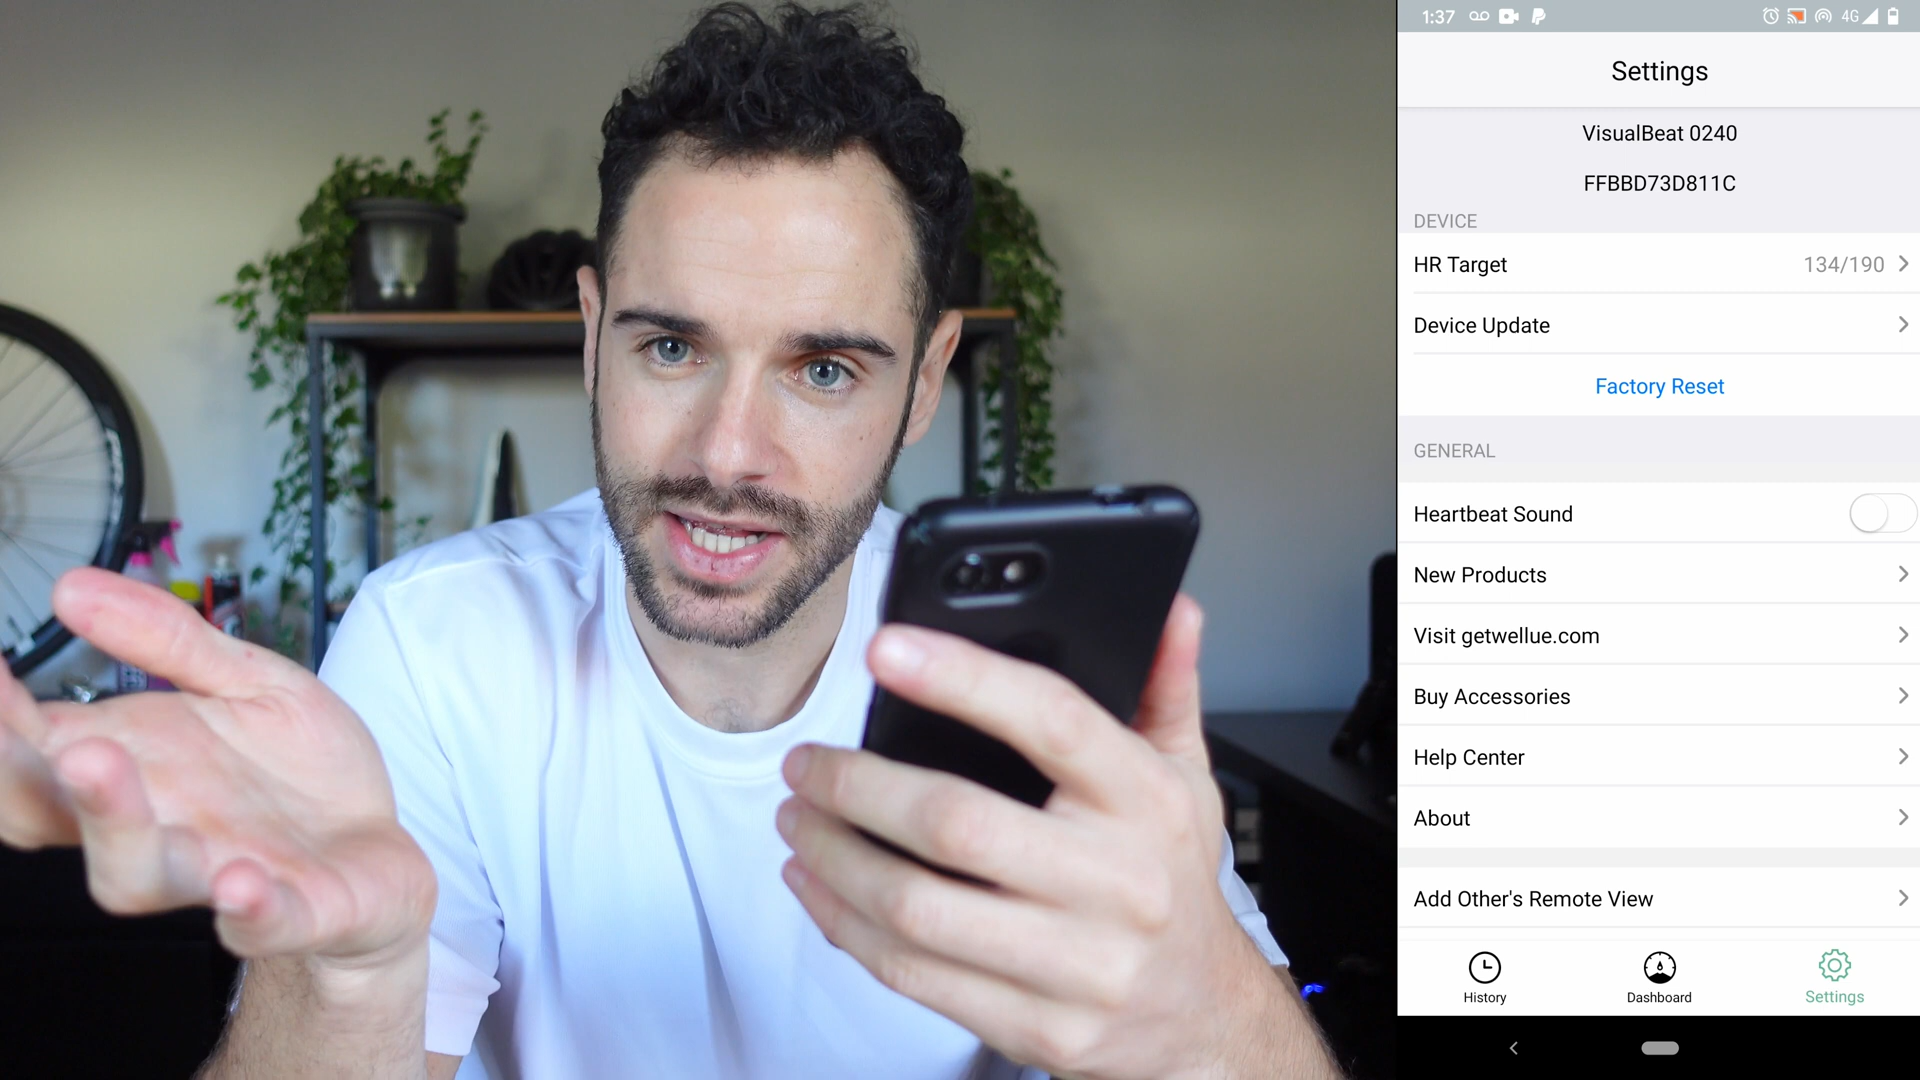 1:37
4G
Settings
VisualBeat 0240
FFBBD73D811C
DEVICE
HR Target 134/190
Device Update
Factory Reset
GENERAL
Heartbeat Sound
New Products
Visit getwellue.com
Buy Accessories
Help Center
About
Add Other's Remote View
History Dashboard Settings